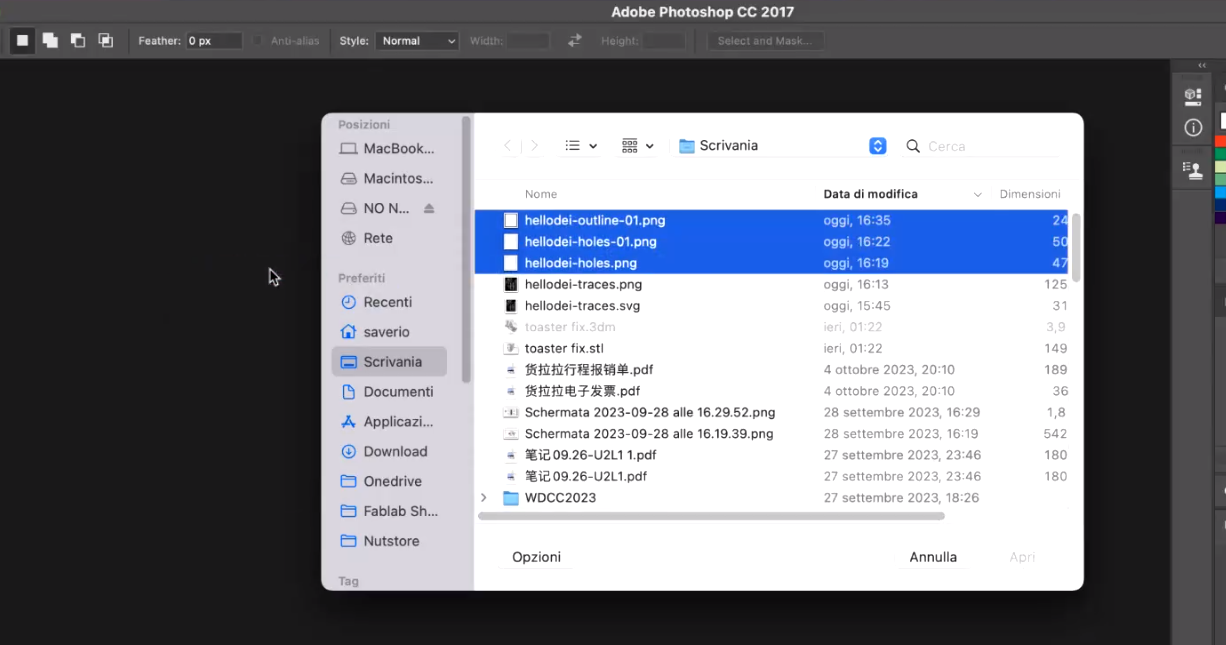 Adobe Photoshop CC 2017
Feather: 0 px Anti-alias Style: Normal Width: Height: Select and Mask...
Posizioni
MacBook...
Macintos...
NO N...
Rete
Preferiti
Recenti
saverio
Scrivania
Documenti
Applicazi...
Download
Onedrive
Fablab Sh...
Nutstore
Tag
Scrivania Cerca
Nome Data di modifica Dimensioni
hellodei-outline-01.png oggi, 16:35 24
hellodei-holes-01.png oggi, 16:22 50
hellodei-holes.png oggi, 16:19 47
hellodei-traces.png oggi, 16:13 125
hellodei-traces.svg oggi, 15:45 31
toaster fix.3dm ieri, 01:22 3,9
toaster fix.stl ieri, 01:22 149
货拉拉行程报销单.pdf 4 ottobre 2023, 20:10 189
货拉拉电子发票.pdf 4 ottobre 2023, 20:10 36
Schermata 2023-09-28 alle 16.29.52.png 28 settembre 2023, 16:29 1,8
Schermata 2023-09-28 alle 16.19.39.png 28 settembre 2023, 16:19 542
笔记 09.26-U2L1 1.pdf 27 settembre 2023, 23:46 180
笔记 09.26-U2L1.pdf 27 settembre 2023, 23:46 180
WDCC2023 27 settembre 2023, 18:26
Opzioni Annulla Apri